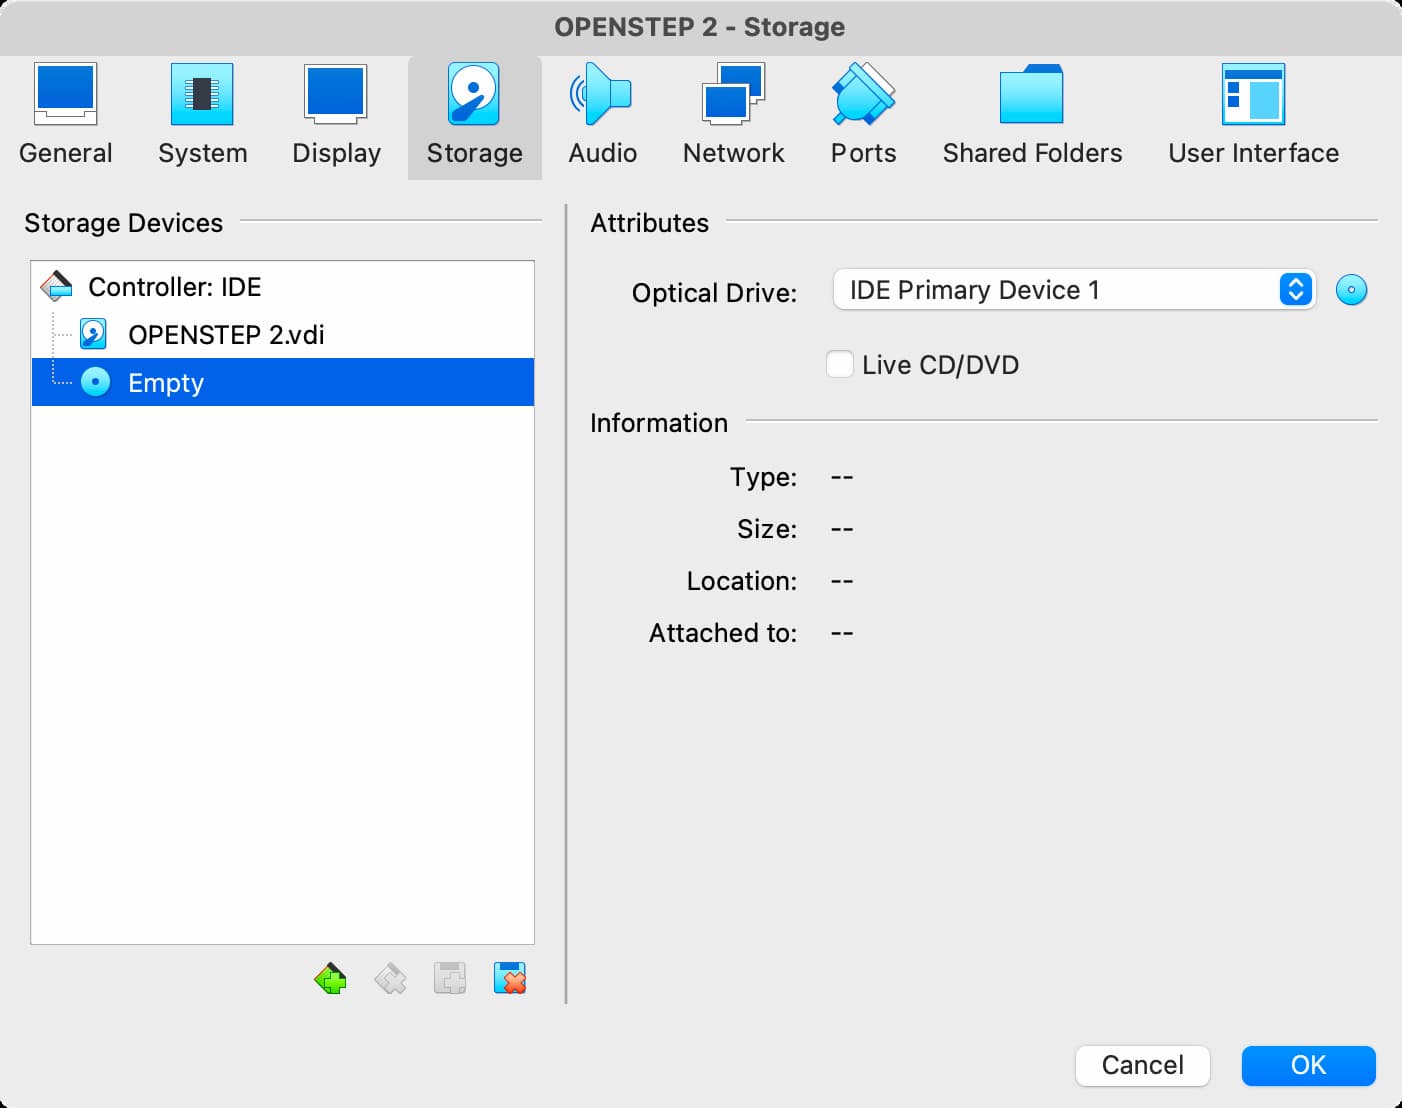 OPENSTEP 2 - Storage
General System Display Storage Audio Network Ports Shared Folders User Interface
Storage Devices
Controller: IDE
OPENSTEP 2.vdi
Empty
Attributes
Optical Drive: IDE Primary Device 1
Live CD/DVD
Information
Type: --
Size: --
Location: --
Attached to: --
Cancel OK